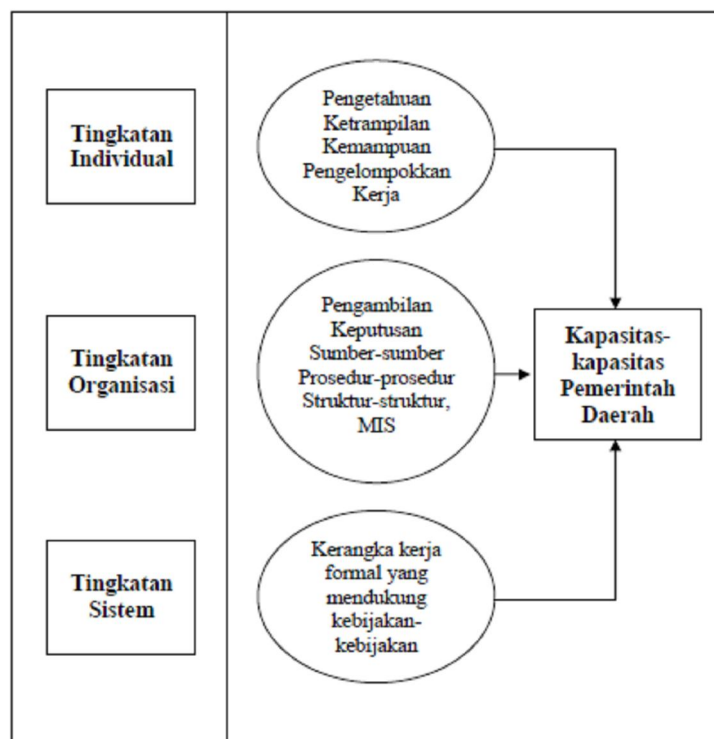 Tingkatan
Individual
Pengetahuan
Ketrampilan
Kemampuan
Pengelompokkan
Kerja
Tingkatan
Organisasi
Pengambilan
Keputusan
Sumber-sumber
Prosedur-prosedur
Struktur-struktur,
MIS
Kapasitas-
kapasitas
Pemerintah
Daerah
Tingkatan
Sistem
Kerangka kerja
formal yang
mendukung
kebijakan-
kebijakan